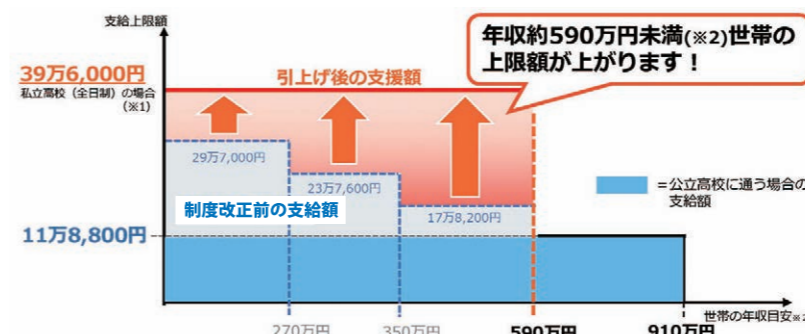 支給上限額
年収約590万円未満(※2)世帯の
上限額が上がります！
39万6,000円
私立高校（全日制）の場合
(※1)
引上げ後の支援額
29万7,000円
23万7,600円
17万8,200円
制度改正前の支給額
＝公立高校に通う場合の
支給額
11万8,800円
世帯の年収目安※2
270万円
350万円
590万円
910万円